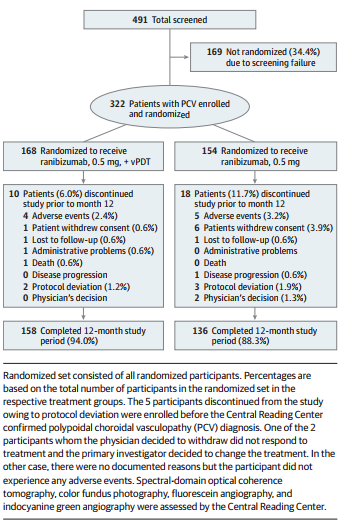 491 Total screened
169 Not randomized (34.4%)
due to screening failure
322 Patients with PCV enrolled
and randomized
168 Randomized to receive
ranibizumab, 0.5 mg, + vPDT
154 Randomized to receive
ranibizumab, 0.5 mg
10 Patients (6.0%) discontinued
study prior to month 12
4 Adverse events (2.4%)
1 Patient withdrew consent (0.6%)
1 Lost to follow-up (0.6%)
1 Administrative problems (0.6%)
1 Death (0.6%)
0 Disease progression
2 Protocol deviation (1.2%)
0 Physician's decision
18 Patients (11.7%) discontinued
study prior to month 12
5 Adverse events (3.2%)
6 Patient withdrew consent (3.9%)
1 Lost to follow-up (0.6%)
0 Administrative problems
0 Death
1 Disease progression (0.6%)
3 Protocol deviation (1.9%)
2 Physician's decision (1.3%)
158 Completed 12-month study
period (94.0%)
136 Completed 12-month study
period (88.3%)
Randomized set consisted of all randomized participants. Percentages
are based on the total number of participants in the randomized set in the
respective treatment groups. The 5 participants discontinued from the study
owing to protocol deviation were enrolled before the Central Reading Center
confirmed polypoidal choroidal vasculopathy (PCV) diagnosis. One of the 2
participants whom the physician decided to withdraw did not respond to
treatment and the primary investigator decided to change the treatment. In
the other case, there were no documented reasons but the participant did not
experience any adverse events. Spectral-domain optical coherence
tomography, color fundus photography, fluorescein angiography, and
indocyanine green angiography were assessed by the Central Reading Center.